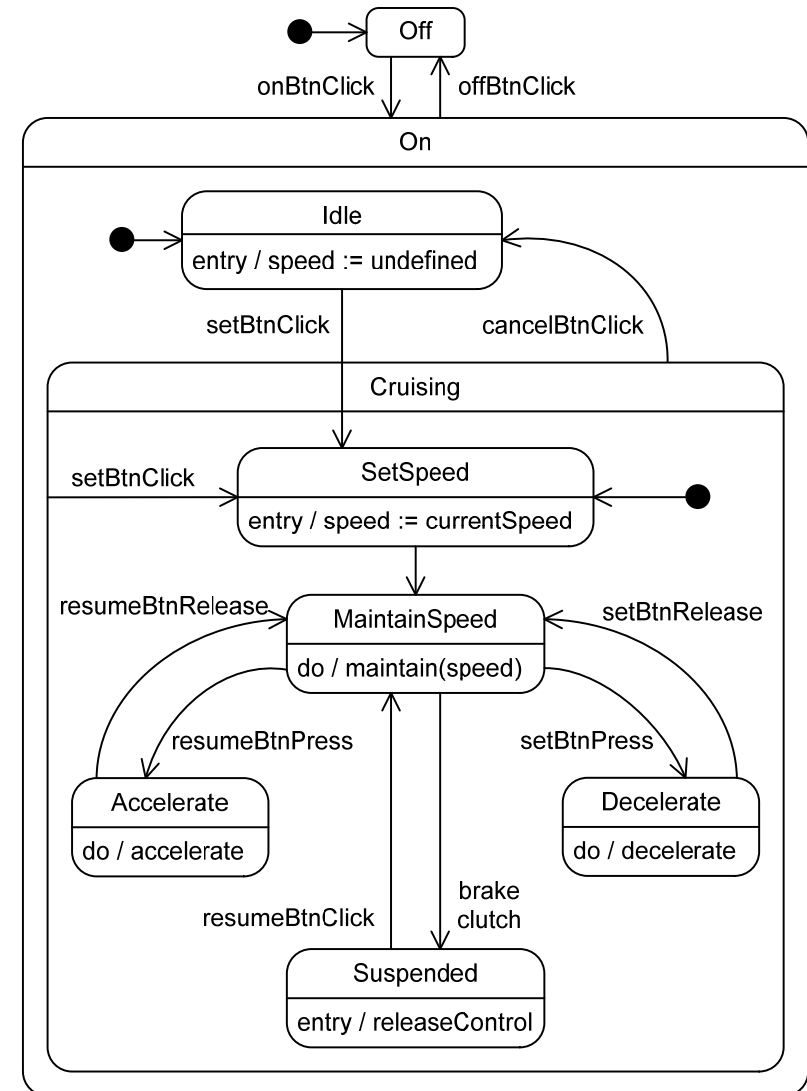 Off
onBtnClick
offBtnClick
On
Idle
entry / speed := undefined
setBtnClick
cancelBtnClick
Cruising
SetSpeed
setBtnClick
entry / speed := currentSpeed
resumeBtnRelease
MaintainSpeed
setBtnRelease
do / maintain(speed)
resumeBtnPress
setBtnPress
Accelerate
Decelerate
do / accelerate
do / decelerate
brake
clutch
resumeBtnClick
Suspended
entry / releaseControl